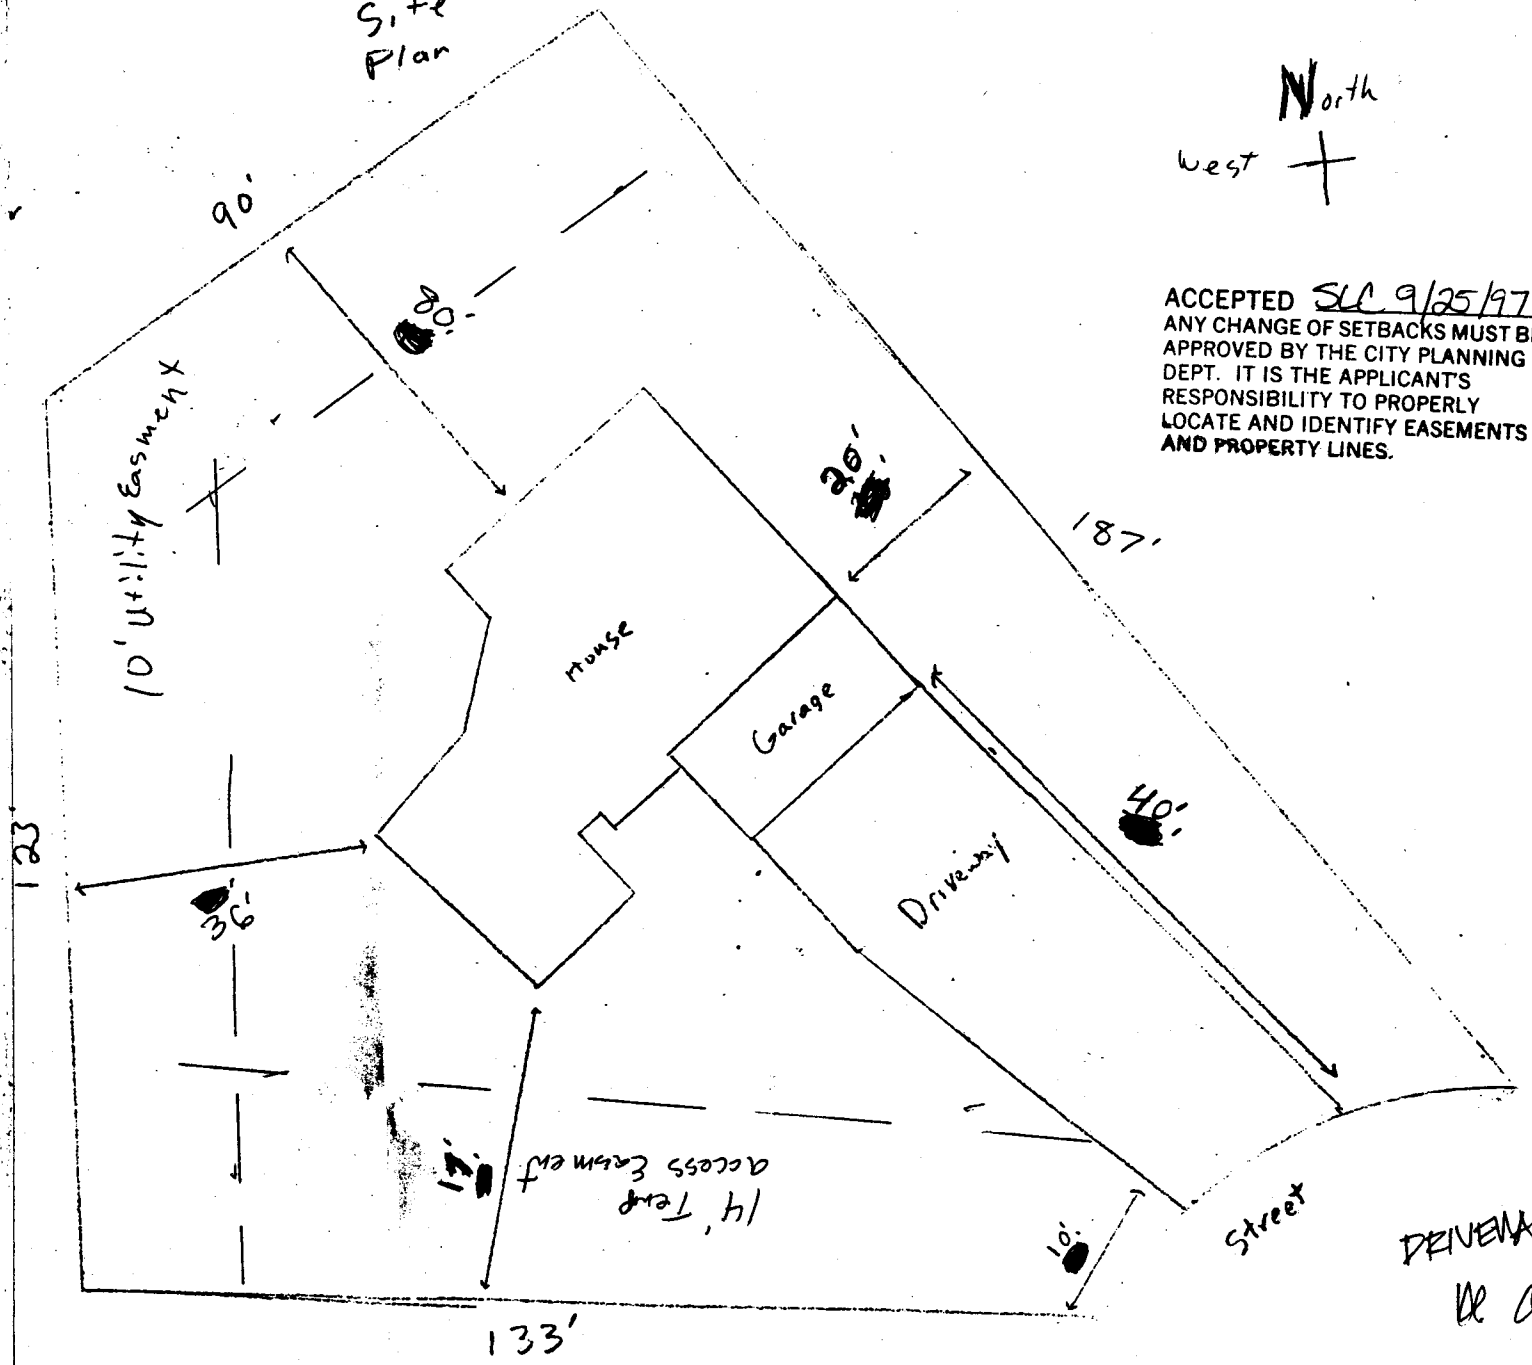 Site
Plan
North
West
90'
80'
ACCEPTED SLC 9/25/97
ANY CHANGE OF SETBACKS MUST BE
APPROVED BY THE CITY PLANNING
DEPT. IT IS THE APPLICANT'S
RESPONSIBILITY TO PROPERLY
LOCATE AND IDENTIFY EASEMENTS
AND PROPERTY LINES.
10' Utility Easment
20'
187'
House
Garage
40'
Driveway
123'
36'
17'
14' Temp
access Easment
10'
Street
133'
DRIVEWA